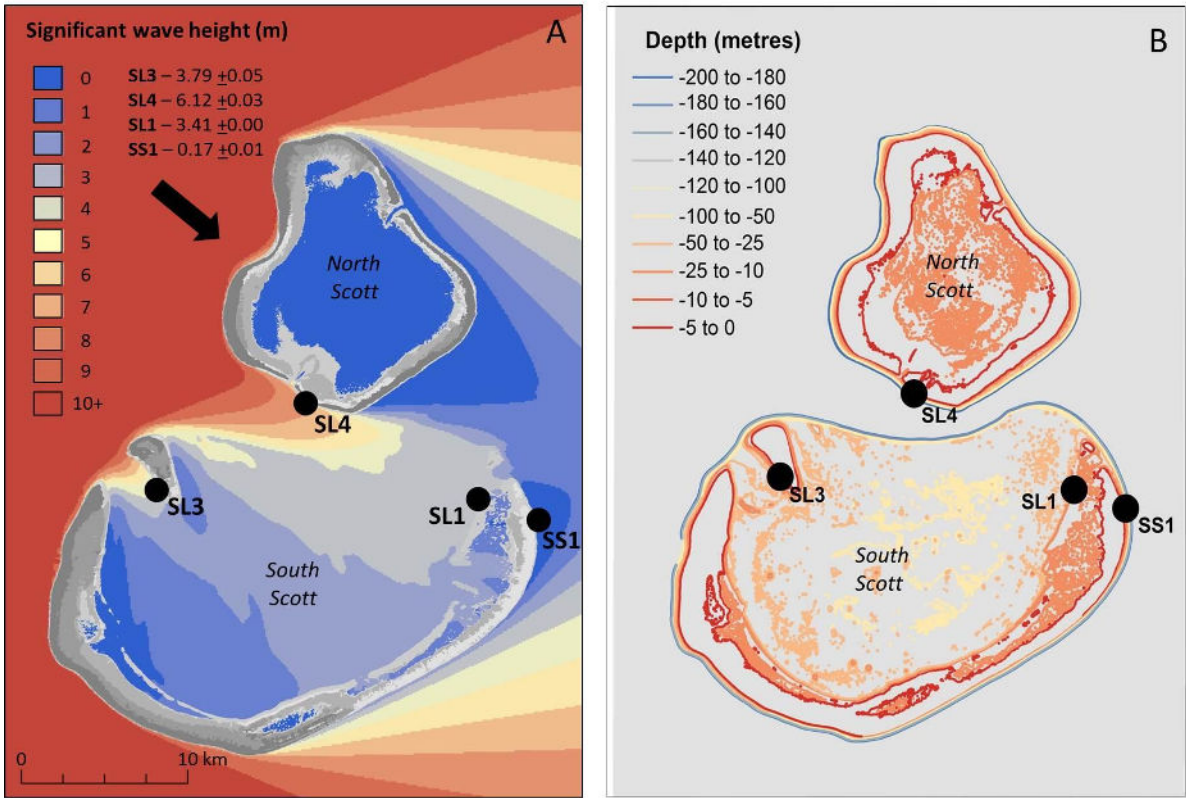 Significant wave height (m)
A
0
1
2
3
4
5
6
7
8
9
10+
SL3 – 3.79 ±0.05
SL4 – 6.12 ±0.03
SL1 – 3.41 ±0.00
SS1 – 0.17 ±0.01
North
Scott
SL4
SL3
SL1
SS1
South
Scott
0
10 km
B
Depth (metres)
-200 to -180
-180 to -160
-160 to -140
-140 to -120
-120 to -100
-100 to -50
-50 to -25
-25 to -10
-10 to -5
-5 to 0
North
Scott
SL4
SL3
SL1
SS1
South
Scott